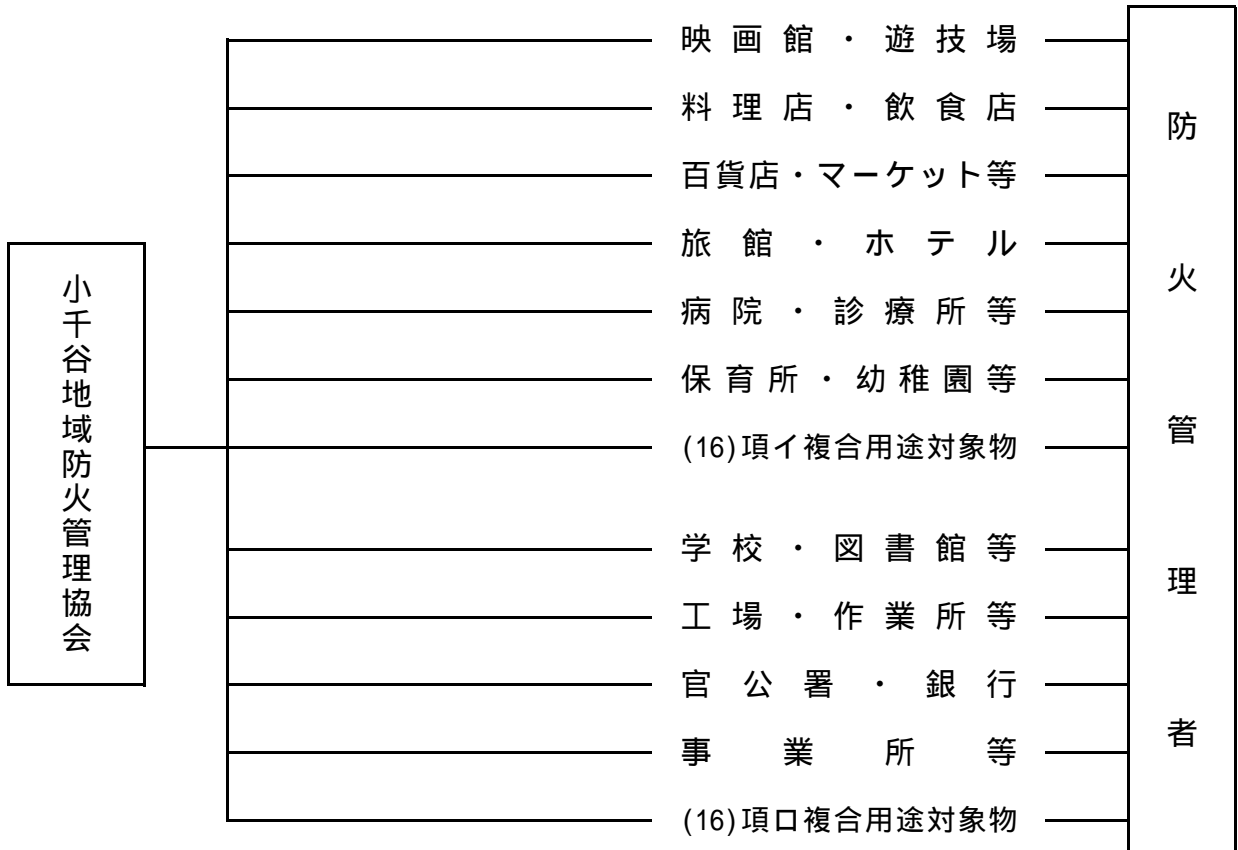 小千谷地域防火管理協会
映画館・遊技場
料理店・飲食店
百貨店・マーケット等
旅館・ホテル
病院・診療所等
保育所・幼稚園等
(16)項イ複合用途対象物
学校・図書館等
工場・作業所等
官公署・銀行
事業所等
(16)項ロ複合用途対象物
防火管理者